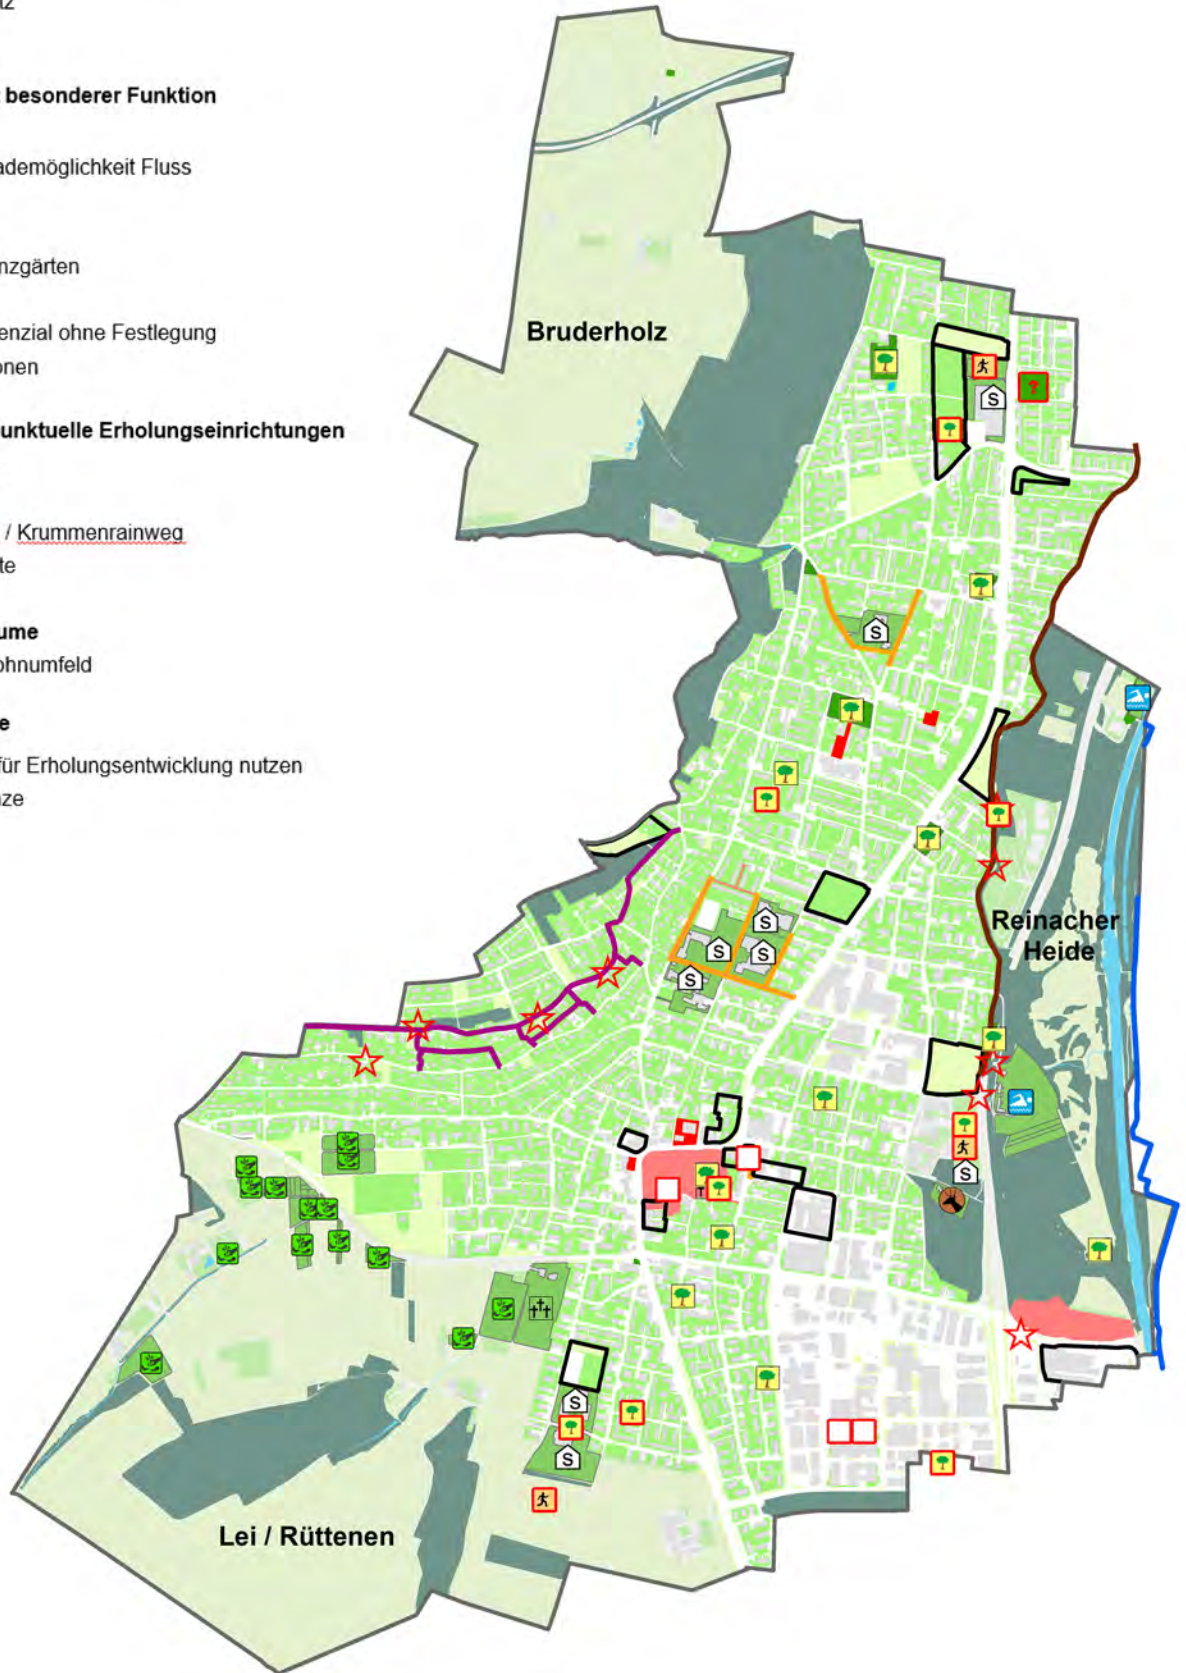 besonderer Funktion
ademöglichkeit Fluss
nzgärten
enzial ohne Festlegung
onen
unktuelle Erholungseinrichtungen
/ Krummenrainweg
te
ume
ohnumfeld
e
für Erholungsentwicklung nutzen
ze
Bruderholz
?
S
S
S
S
S
S
Reinacher
Heide
S
S
S
Lei / Rüttenen